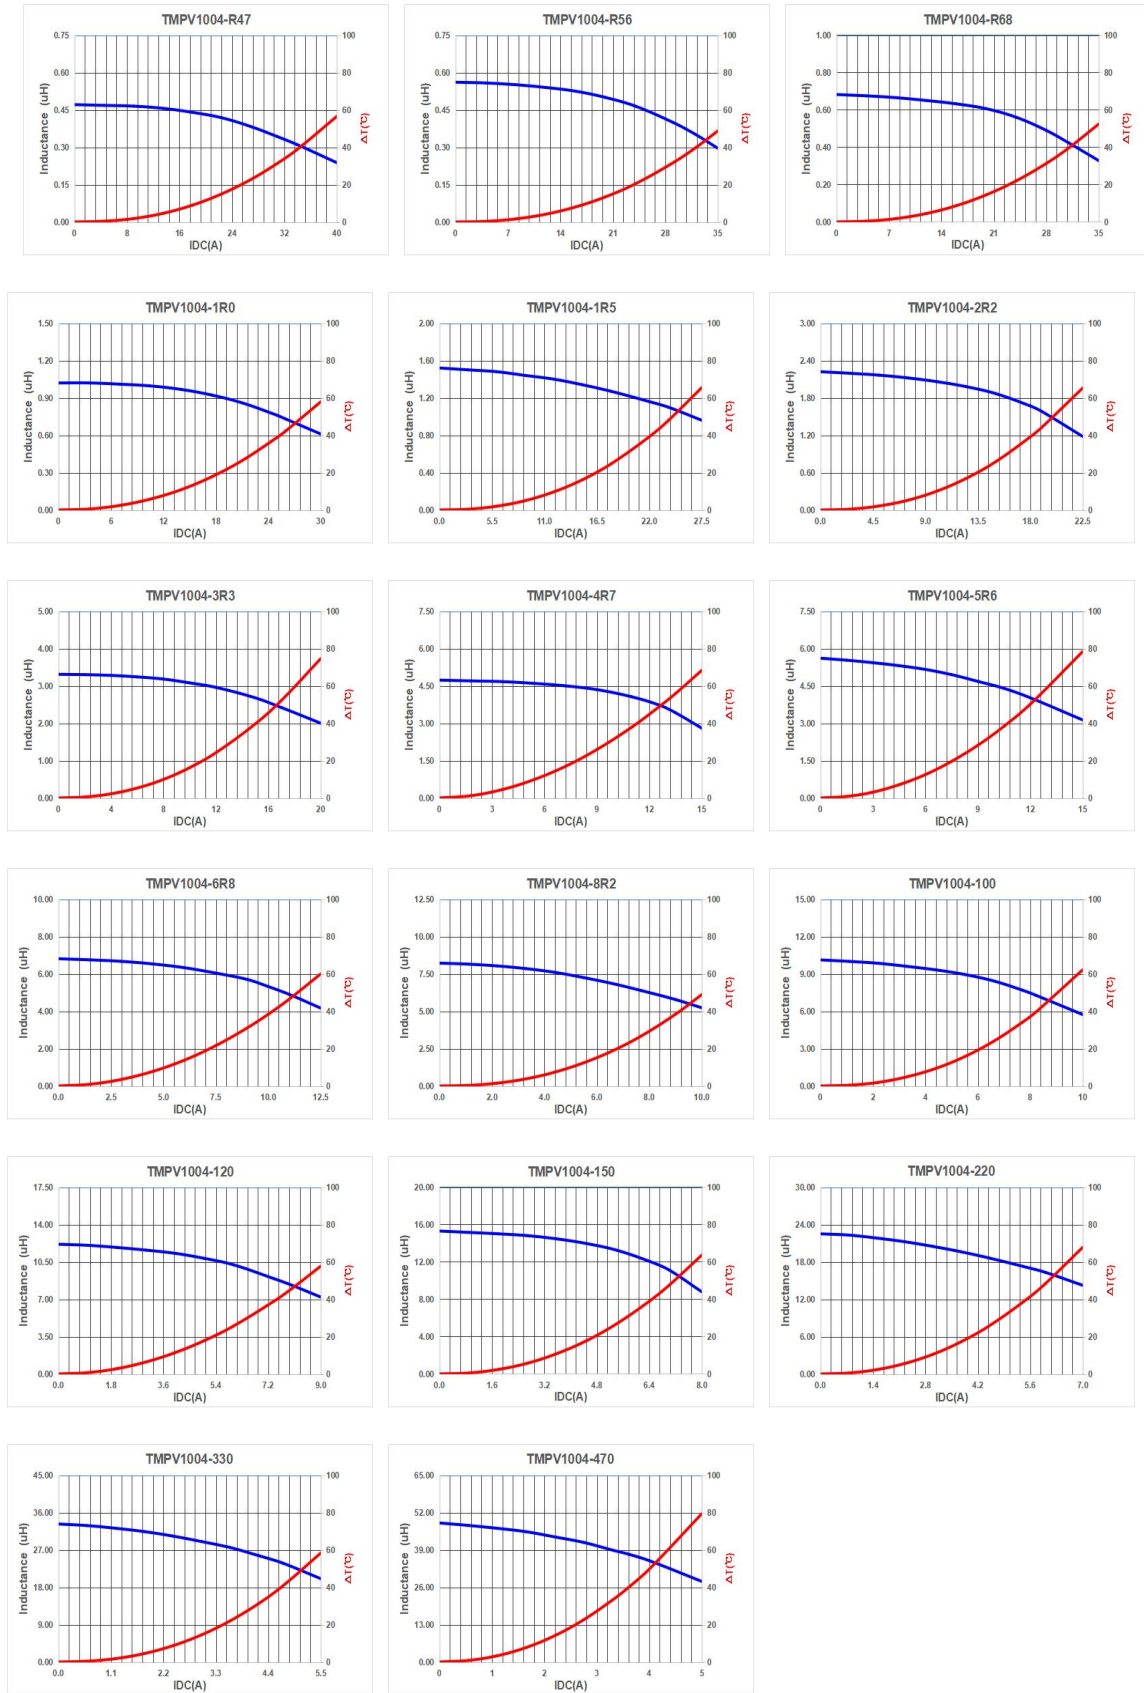 TMPV1004-R47
0.75
0.60
0.45
0.30
0.15
0.00
Inductance (uH)
100
80
60
40
20
0
ΔT(℃)
0 8 16 24 32 40
IDC(A)
TMPV1004-R56
0.75
0.60
0.45
0.30
0.15
0.00
Inductance (uH)
100
80
60
40
20
0
ΔT(℃)
0 7 14 21 28 35
IDC(A)
TMPV1004-R68
1.00
0.80
0.60
0.40
0.20
0.00
Inductance (uH)
100
80
60
40
20
0
ΔT(℃)
0 7 14 21 28 35
IDC(A)
TMPV1004-1R0
1.50
1.20
0.90
0.60
0.30
0.00
Inductance (uH)
100
80
60
40
20
0
ΔT(℃)
0 6 12 18 24 30
IDC(A)
TMPV1004-1R5
2.00
1.60
1.20
0.80
0.40
0.00
Inductance (uH)
100
80
60
40
20
0
ΔT(℃)
0.0 5.5 11.0 16.5 22.0 27.5
IDC(A)
TMPV1004-2R2
3.00
2.40
1.80
1.20
0.60
0.00
Inductance (uH)
100
80
60
40
20
0
ΔT(℃)
0.0 4.5 9.0 13.5 18.0 22.5
IDC(A)
TMPV1004-3R3
5.00
4.00
3.00
2.00
1.00
0.00
Inductance (uH)
100
80
60
40
20
0
ΔT(℃)
0 4 8 12 16 20
IDC(A)
TMPV1004-4R7
7.50
6.00
4.50
3.00
1.50
0.00
Inductance (uH)
100
80
60
40
20
0
ΔT(℃)
0 3 6 9 12 15
IDC(A)
TMPV1004-5R6
7.50
6.00
4.50
3.00
1.50
0.00
Inductance (uH)
100
80
60
40
20
0
ΔT(℃)
0 3 6 9 12 15
IDC(A)
TMPV1004-6R8
10.00
8.00
6.00
4.00
2.00
0.00
Inductance (uH)
100
80
60
40
20
0
ΔT(℃)
0.0 2.5 5.0 7.5 10.0 12.5
IDC(A)
TMPV1004-8R2
12.50
10.00
7.50
5.00
2.50
0.00
Inductance (uH)
100
80
60
40
20
0
ΔT(℃)
0.0 2.0 4.0 6.0 8.0 10.0
IDC(A)
TMPV1004-100
15.00
12.00
9.00
6.00
3.00
0.00
Inductance (uH)
100
80
60
40
20
0
ΔT(℃)
0 2 4 6 8 10
IDC(A)
TMPV1004-120
17.50
14.00
10.50
7.00
3.50
0.00
Inductance (uH)
100
80
60
40
20
0
ΔT(℃)
0.0 1.8 3.6 5.4 7.2 9.0
IDC(A)
TMPV1004-150
20.00
16.00
12.00
8.00
4.00
0.00
Inductance (uH)
100
80
60
40
20
0
ΔT(℃)
0.0 1.6 3.2 4.8 6.4 8.0
IDC(A)
TMPV1004-220
30.00
24.00
18.00
12.00
6.00
0.00
Inductance (uH)
100
80
60
40
20
0
ΔT(℃)
0.0 1.4 2.8 4.2 5.6 7.0
IDC(A)
TMPV1004-330
45.00
36.00
27.00
18.00
9.00
0.00
Inductance (uH)
100
80
60
40
20
0
ΔT(℃)
0.0 1.1 2.2 3.3 4.4 5.5
IDC(A)
TMPV1004-470
65.00
52.00
39.00
26.00
13.00
0.00
Inductance (uH)
100
80
60
40
20
0
ΔT(℃)
0 1 2 3 4 5
IDC(A)